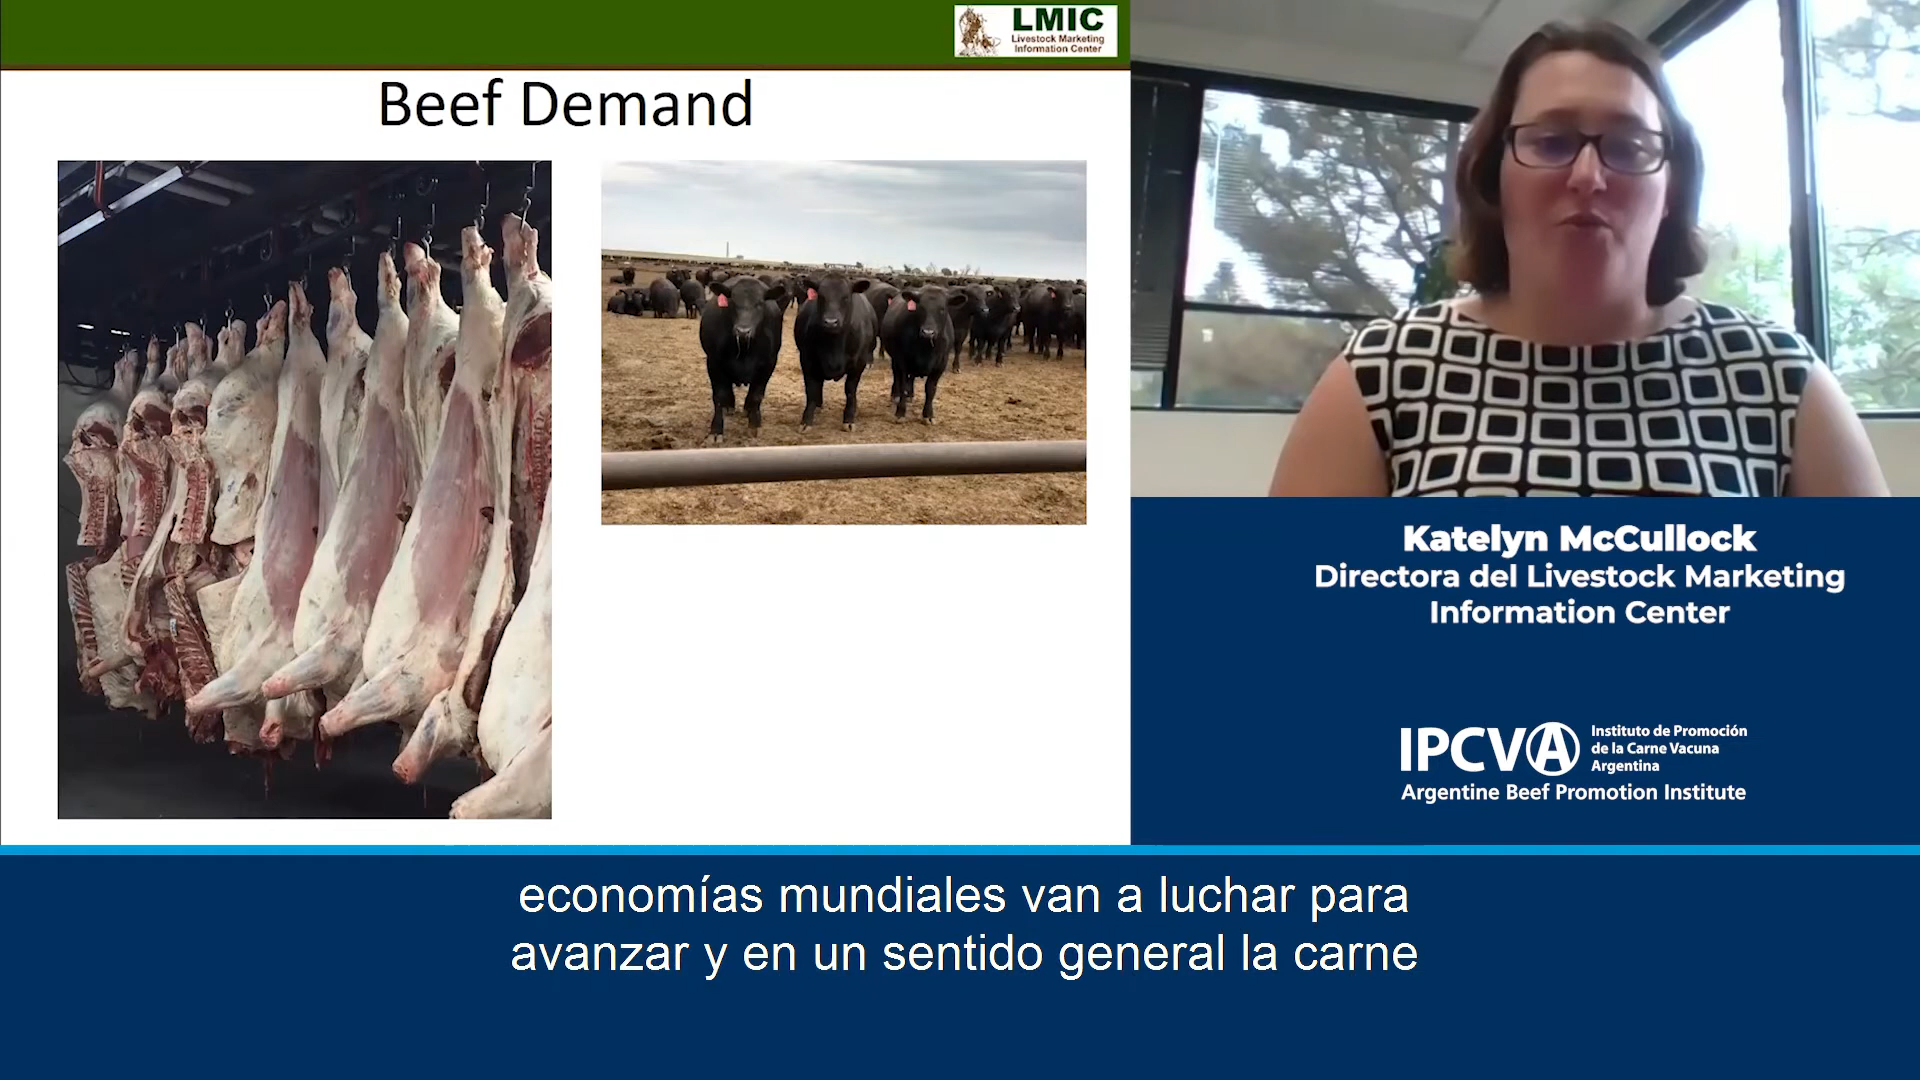 LMIC
Livestock Marketing
Information Center
Beef Demand
Katelyn McCullock
Directora del Livestock Marketing
Information Center
IPCVA
Instituto de Promoción
de la Carne Vacuna
Argentina
Argentine Beef Promotion Institute
economías mundiales van a luchar para
avanzar y en un sentido general la carne